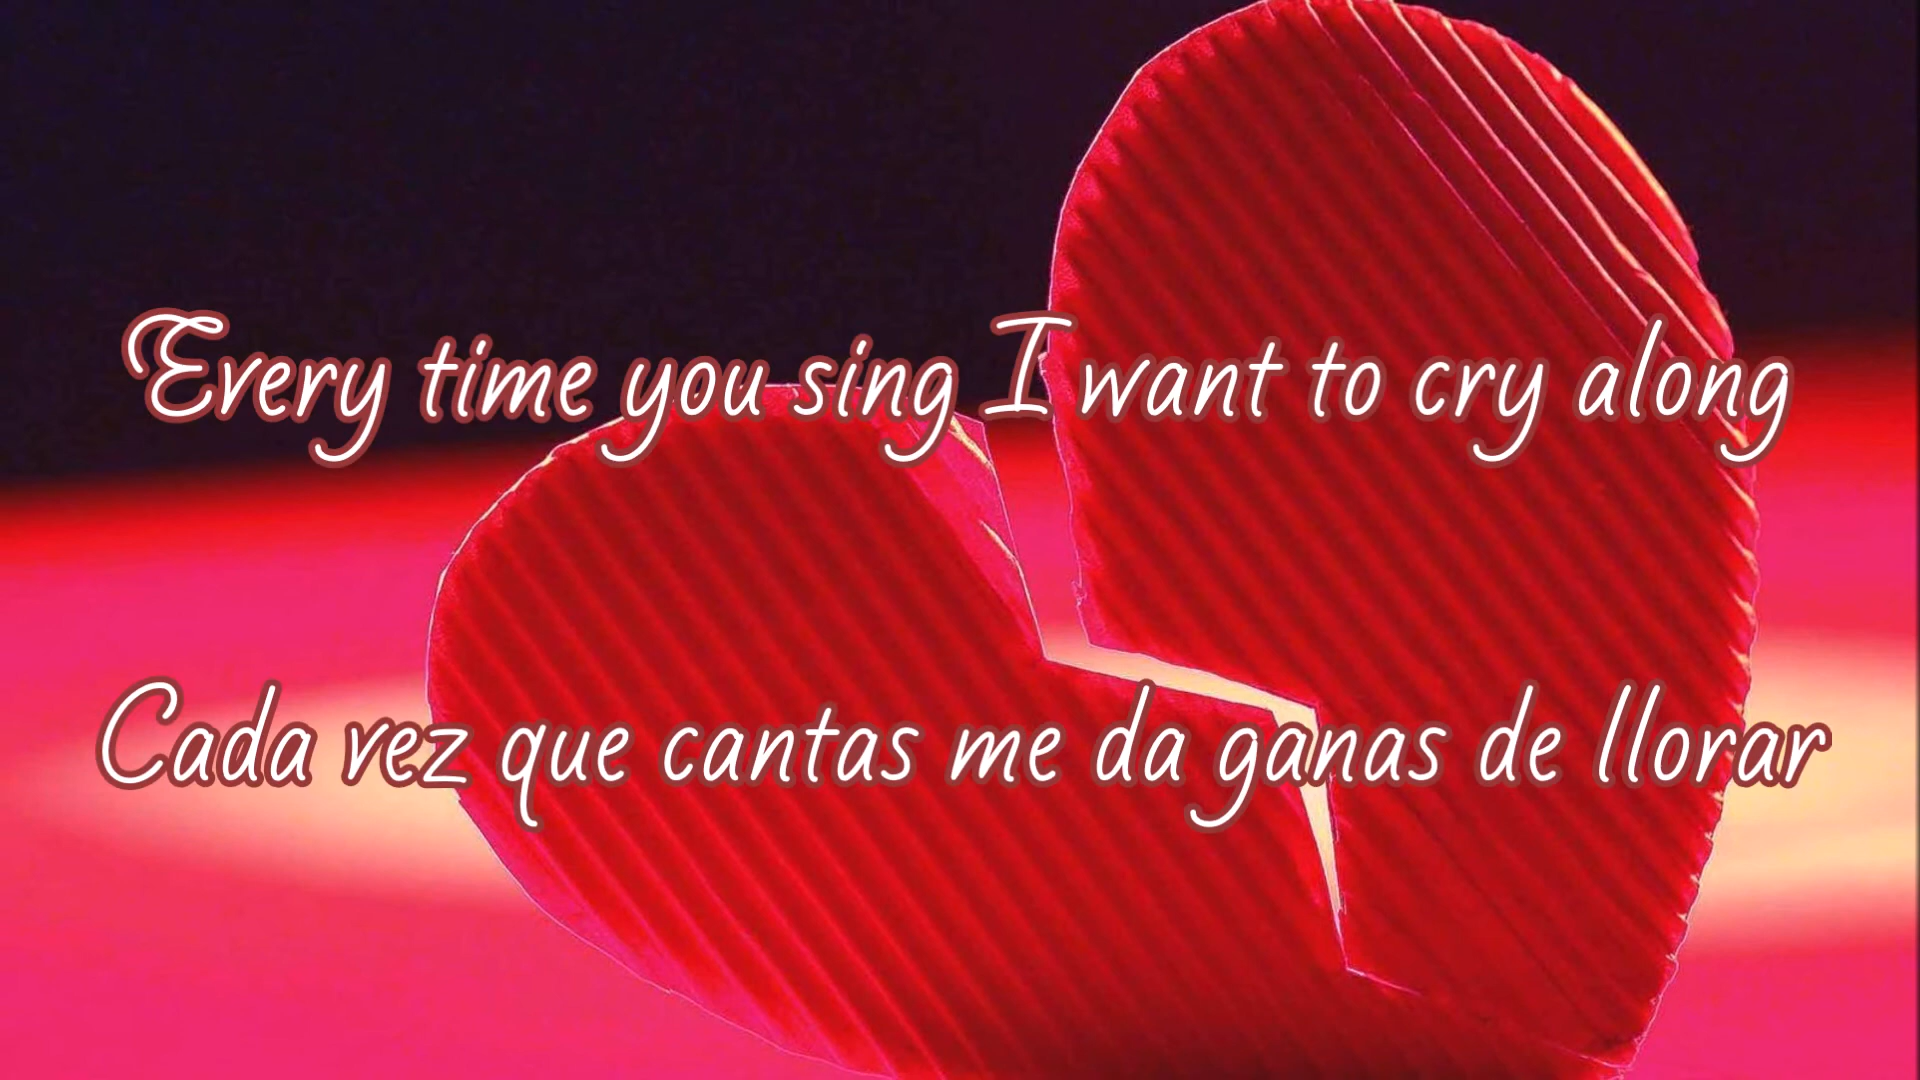 Every time you sing I want to cry along
Cada vez que cantas me da ganas de llorar